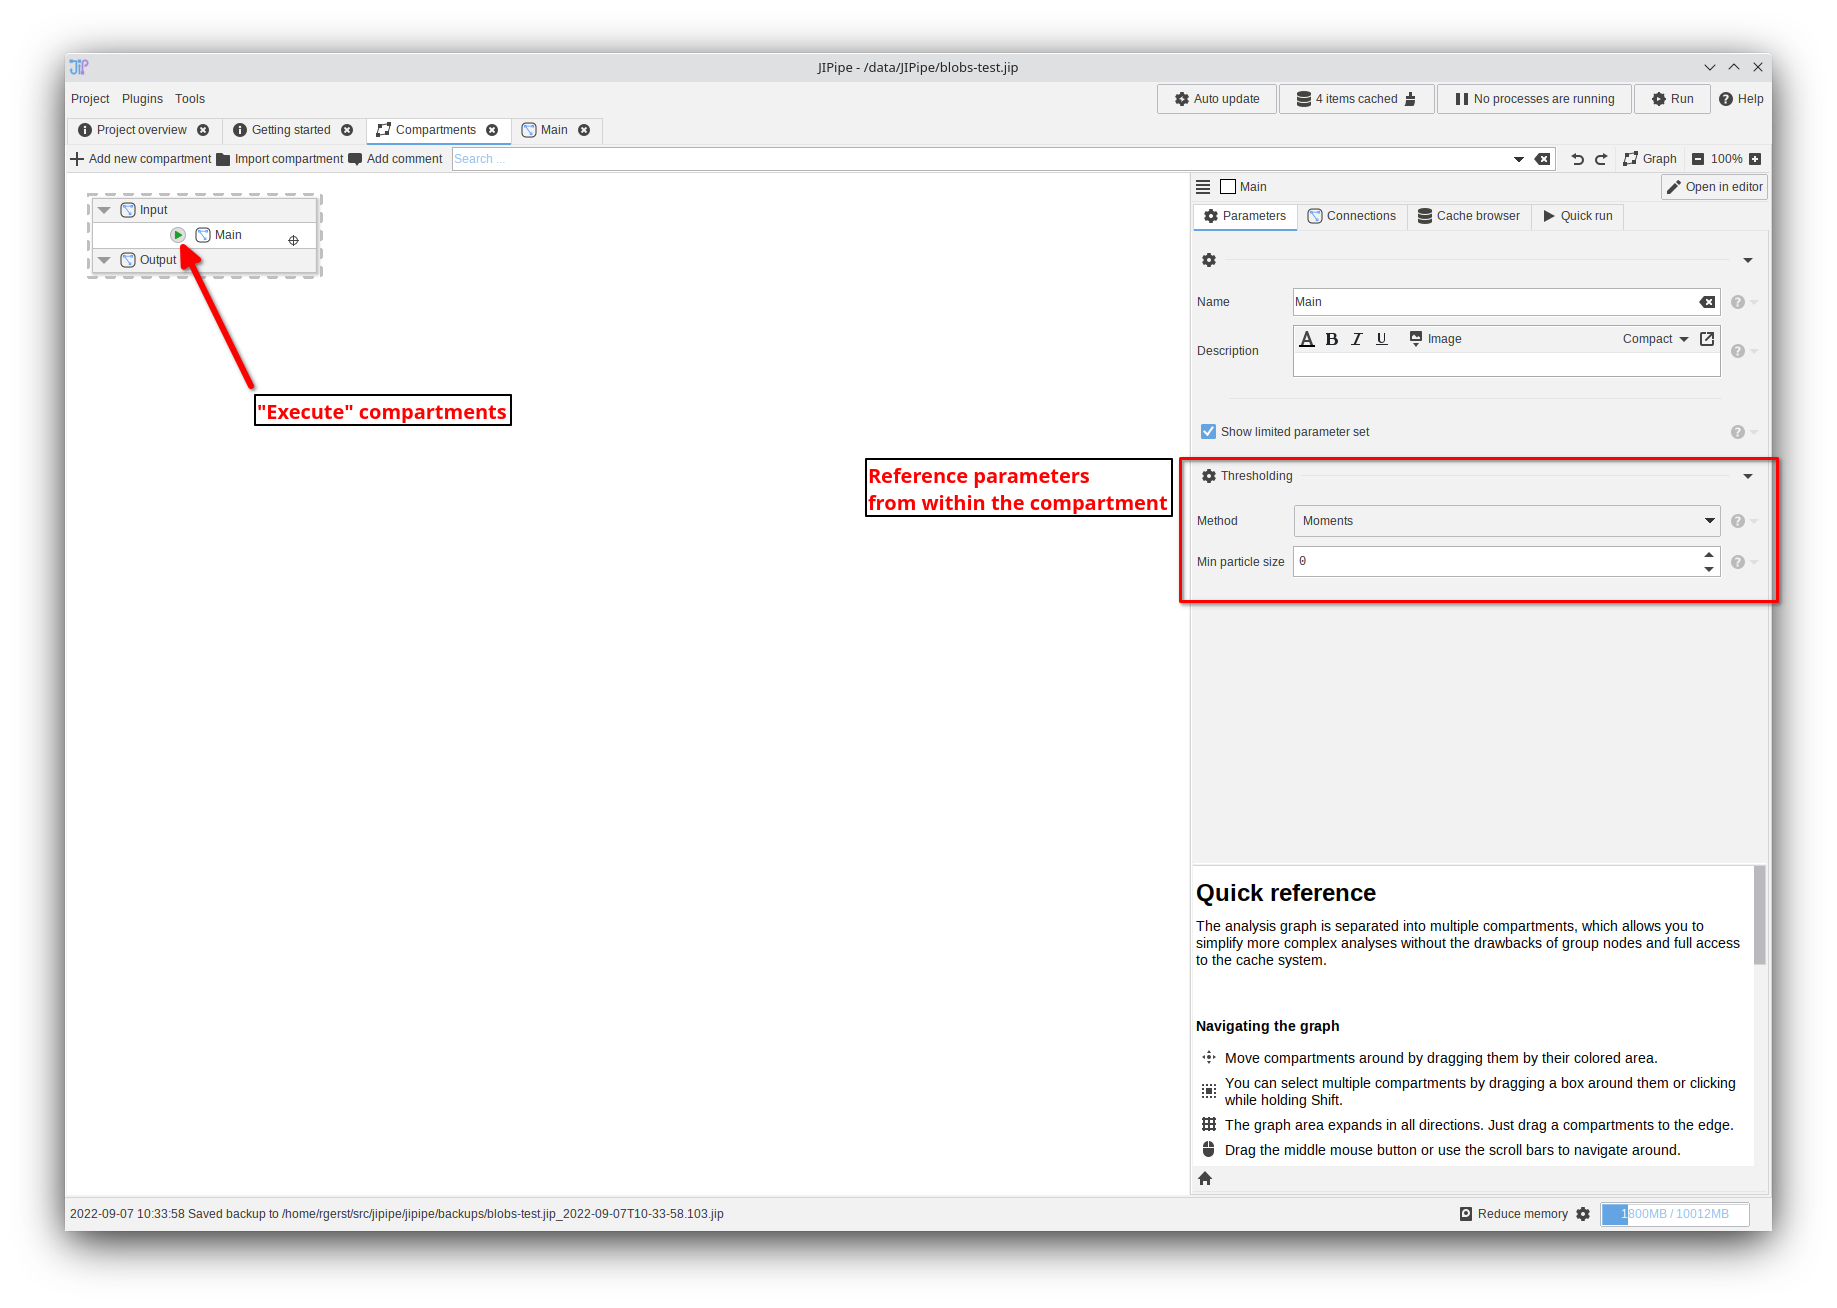 JIPipe - /data/JIPipe/blobs-test.jip
Project Plugins Tools
Auto update
4 items cached
No processes are running
Run
Help
Project overview
Getting started
Compartments
Main
Add new compartment
Import compartment
Add comment
Search ...
Graph
100%
Input
Main
Output
"Execute" compartments
Reference parameters
from within the compartment
Main
Open in editor
Parameters
Connections
Cache browser
Quick run
Name
Main
Description
A B I U
Image
Compact
Show limited parameter set
Thresholding
Method
Moments
Min particle size
0
Quick reference
The analysis graph is separated into multiple compartments, which allows you to
simplify more complex analyses without the drawbacks of group nodes and full access
to the cache system.
Navigating the graph
Move compartments around by dragging them by their colored area.
You can select multiple compartments by dragging a box around them or clicking
while holding Shift.
The graph area expands in all directions. Just drag a compartments to the edge.
Drag the middle mouse button or use the scroll bars to navigate around.
2022-09-07 10:33:58 Saved backup to /home/rgerst/src/jipipe/jipipe/backups/blobs-test.jip_2022-09-07T10-33-58.103.jip
Reduce memory
1800MB / 10012MB